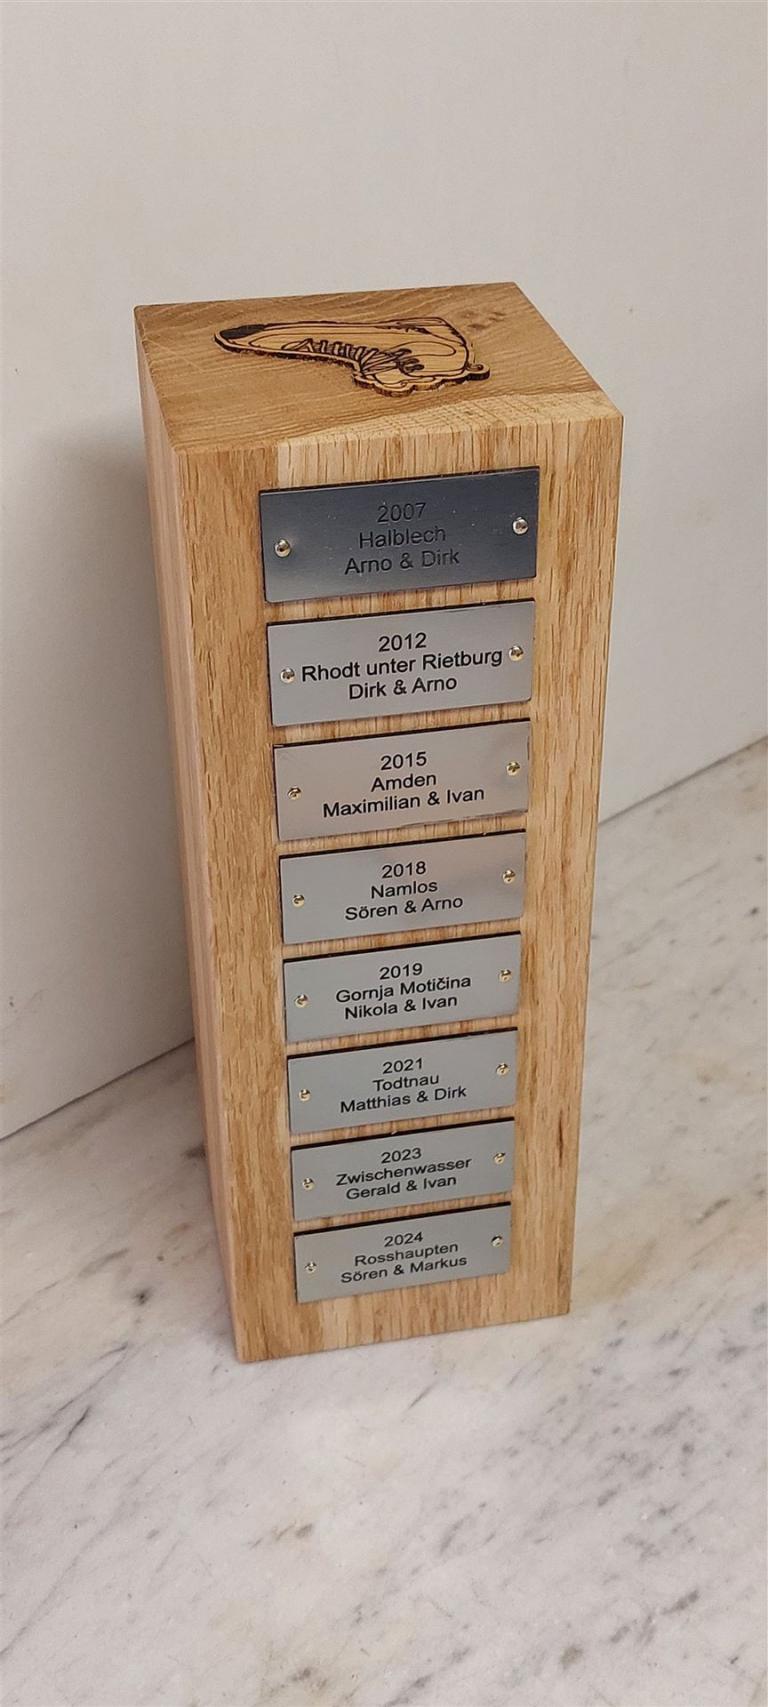 2007
Halblech
Arno & Dirk
2012
Rhodt unter Rietburg
Dirk & Arno
2015
Amden
Maximilian & Ivan
2018
Namlos
Sören & Arno
2019
Gornja Motičina
Nikola & Ivan
2021
Todtnau
Matthias & Dirk
2023
Zwischenwasser
Gerald & Ivan
2024
Rosshaupten
Sören & Markus